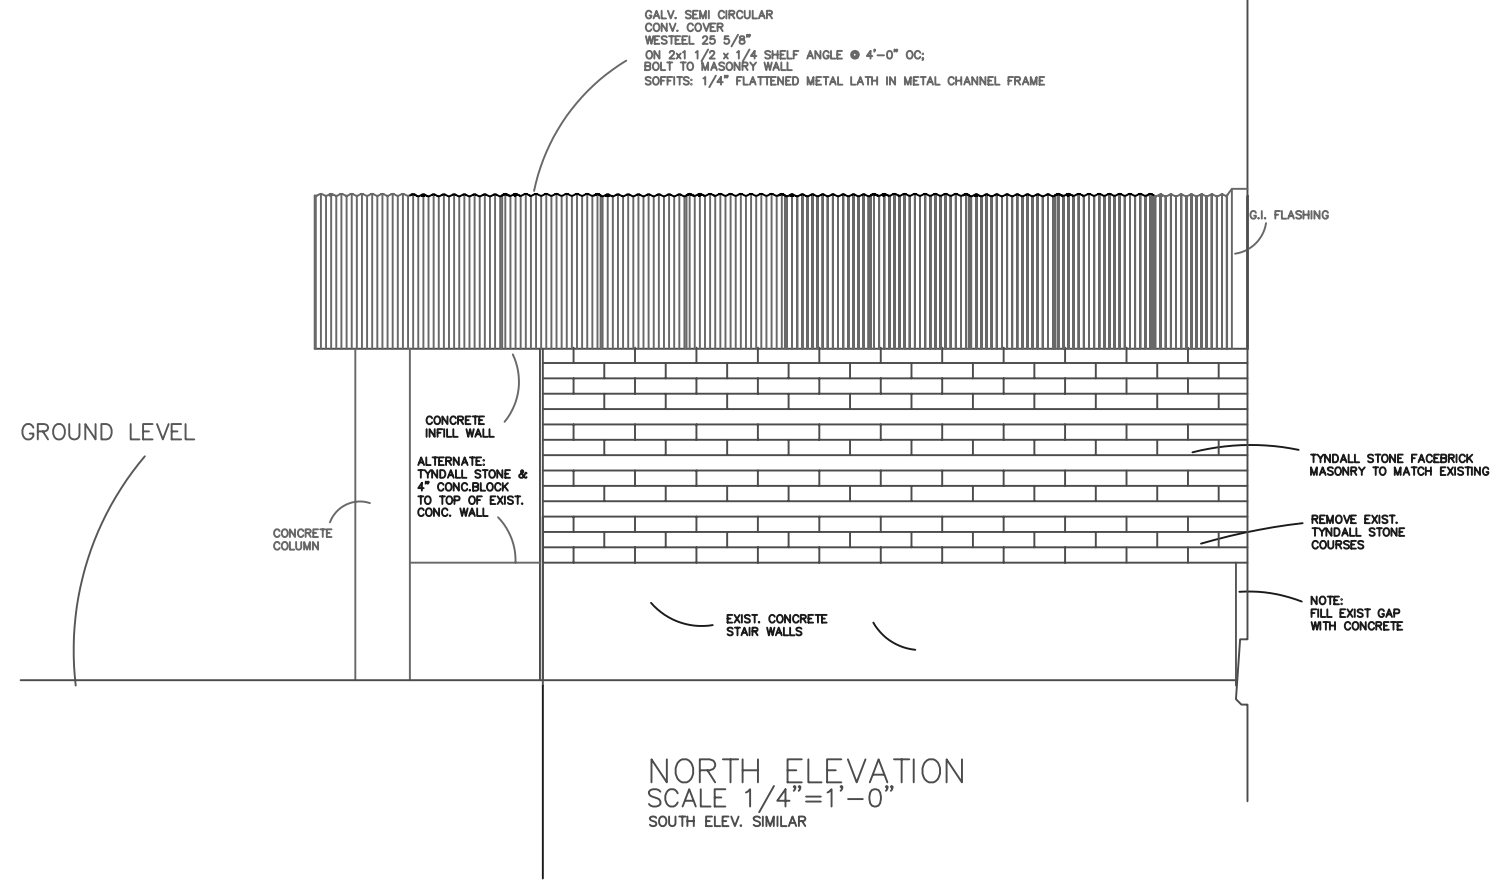 GALV. SEMI CIRCULAR
CONV. COVER
WESTEEL 25 5/8"
ON 2x1 1/2 x 1/4 SHELF ANGLE @ 4'-0" OC;
BOLT TO MASONRY WALL
SOFFITS: 1/4" FLATTENED METAL LATH IN METAL CHANNEL FRAME
G.I. FLASHING
GROUND LEVEL
CONCRETE
INFILL WALL
ALTERNATE:
TYNDALL STONE &
4" CONC.BLOCK
TO TOP OF EXIST.
CONC. WALL
CONCRETE
COLUMN
TYNDALL STONE FACEBRICK
MASONRY TO MATCH EXISTING
REMOVE EXIST.
TYNDALL STONE
COURSES
NOTE:
FILL EXIST GAP
WITH CONCRETE
EXIST. CONCRETE
STAIR WALLS
NORTH ELEVATION
SCALE 1/4"=1'-0"
SOUTH ELEV. SIMILAR